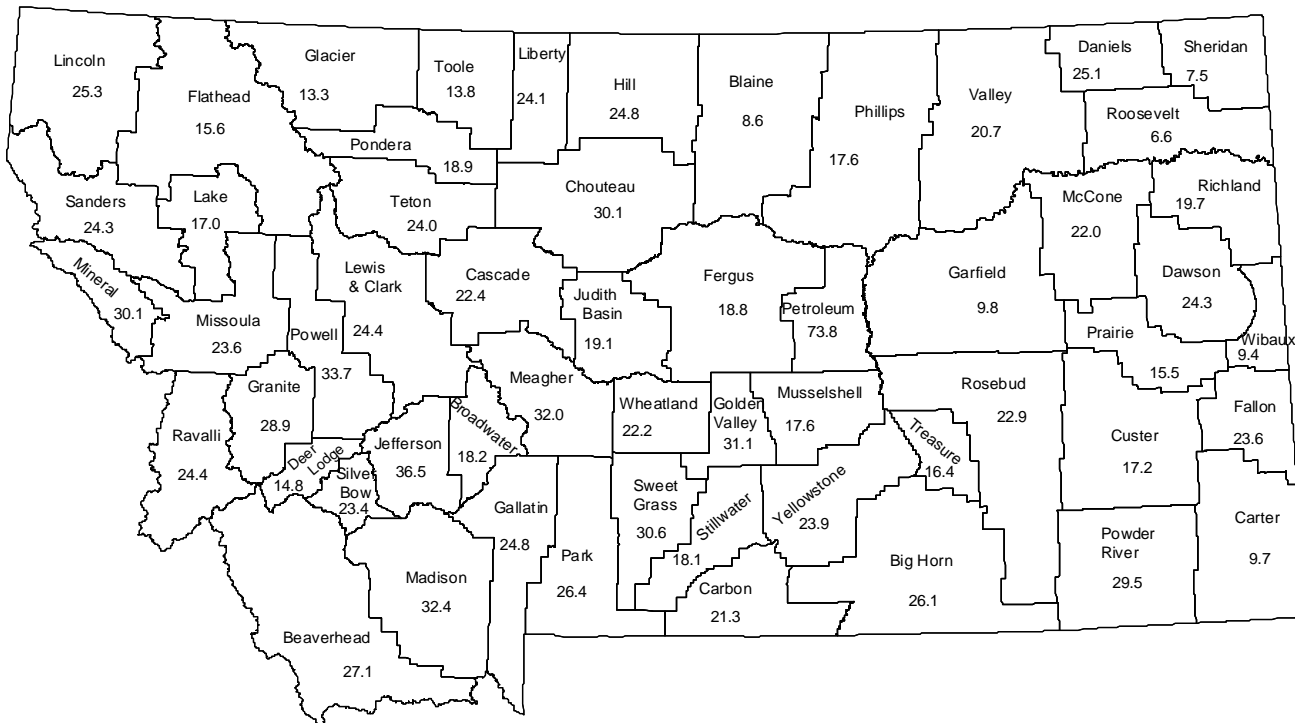 Lincoln
25.3
Flathead
15.6
Glacier
13.3
Toole
13.8
Liberty
24.1
Hill
24.8
Blaine
8.6
Phillips
17.6
Valley
20.7
Daniels
25.1
Sheridan
7.5
Roosevelt
6.6
Pondera
18.9
Sanders
24.3
Lake
17.0
Teton
24.0
Chouteau
30.1
McCone
22.0
Richland
19.7
Mineral
30.1
Missoula
23.6
Powell
33.7
Lewis
& Clark
24.4
Cascade
22.4
Judith
Basin
19.1
Fergus
18.8
Petroleum
73.8
Garfield
9.8
Dawson
24.3
Prairie
15.5
Wibaux
9.4
Ravalli
24.4
Granite
28.9
Deer
Lodge
14.8
Silver
Bow
23.4
Jefferson
36.5
Broadwater
18.2
Meagher
32.0
Wheatland
22.2
Golden
Valley
31.1
Musselshell
17.6
Rosebud
22.9
Treasure
16.4
Custer
17.2
Fallon
23.6
Beaverhead
27.1
Madison
32.4
Gallatin
24.8
Park
26.4
Sweet
Grass
30.6
Stillwater
18.1
Yellowstone
23.9
Carbon
21.3
Big Horn
26.1
Powder
River
29.5
Carter
9.7